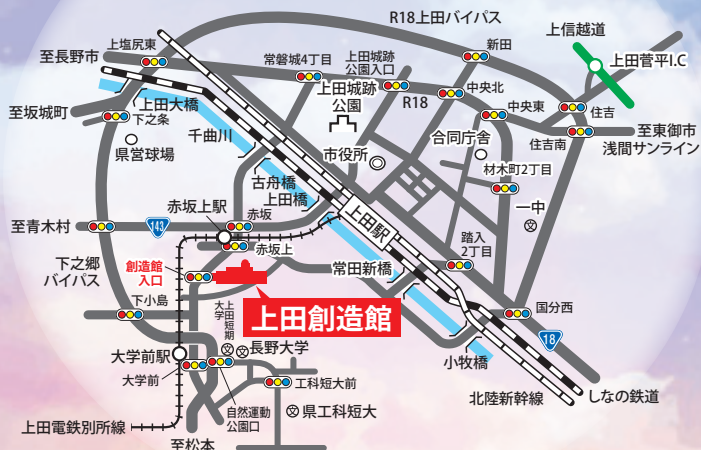 R18上田バイパス
上信越道
上塩尻東
新田
至長野市
常磐城4丁目
上田城跡
公園入口
上田菅平I.C
上田城跡
公園
R18
中央北
上田大橋
中央東
住吉
至坂城町
下之条
千曲川
合同庁舎
住吉南
至東御市
浅間サンライン
県営球場
市役所
材木町2丁目
古舟橋
上田橋
赤坂上駅
赤坂
一中
上田駅
至青木村
143
赤坂上
踏入
2丁目
下之郷
バイパス
創造館
入口
常田新橋
下小島
上田短期
大学
上田創造館
国分西
18
大学前駅
長野大学
小牧橋
大学前
工科短大前
北陸新幹線
しなの鉄道
自然運動
公園口
県工科短大
上田電鉄別所線
至松本